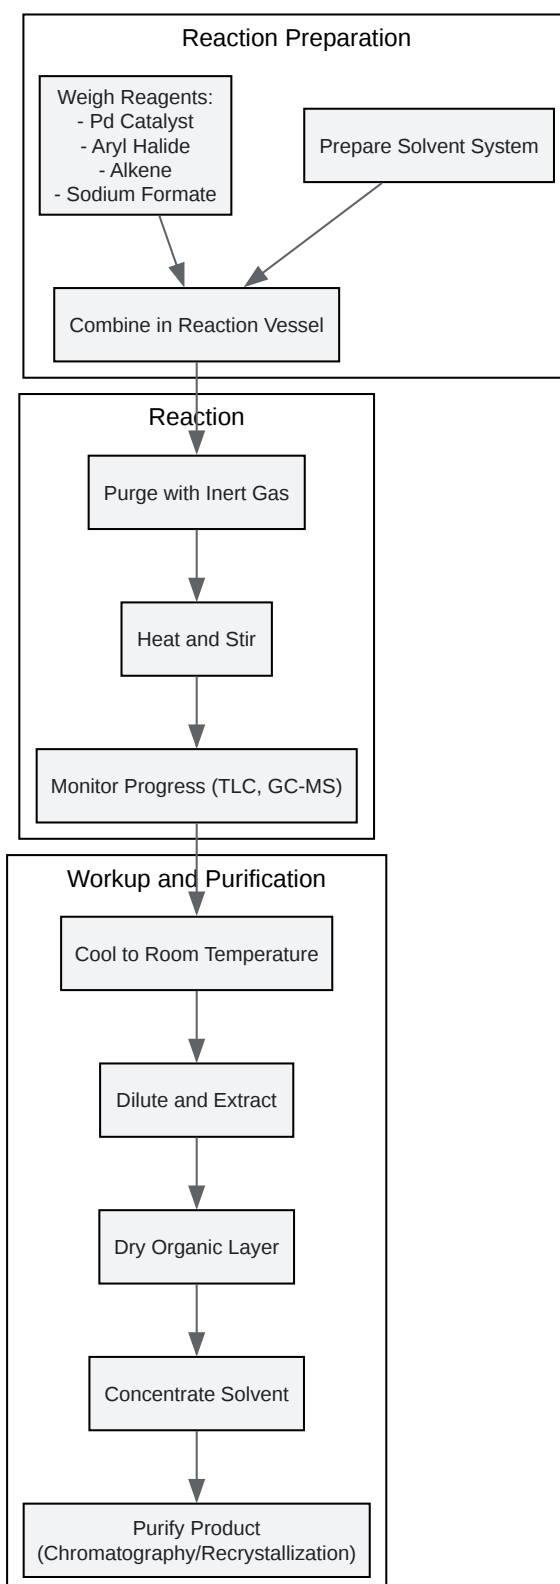 Reaction Preparation
Weigh Reagents:
- Pd Catalyst
- Aryl Halide
- Alkene
- Sodium Formate
Prepare Solvent System
Combine in Reaction Vessel
Reaction
Purge with Inert Gas
Heat and Stir
Monitor Progress (TLC, GC-MS)
Workup and Purification
Cool to Room Temperature
Dilute and Extract
Dry Organic Layer
Concentrate Solvent
Purify Product
(Chromatography/Recrystallization)